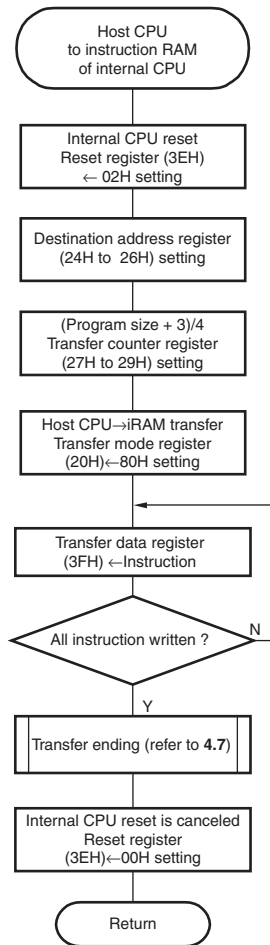 Host CPU
to instruction RAM
of internal CPU
Internal CPU reset
Reset register (3EH)
← 02H setting
Destination address register
(24H to 26H) setting
(Program size + 3)/4
Transfer counter register
(27H to 29H) setting
Host CPU→iRAM transfer
Transfer mode register
(20H)←80H setting
Transfer data register
(3FH) ←Instruction
All instruction written ?
N
Y
Transfer ending (refer to 4.7)
Internal CPU reset is canceled
Reset register
(3EH)←00H setting
Return